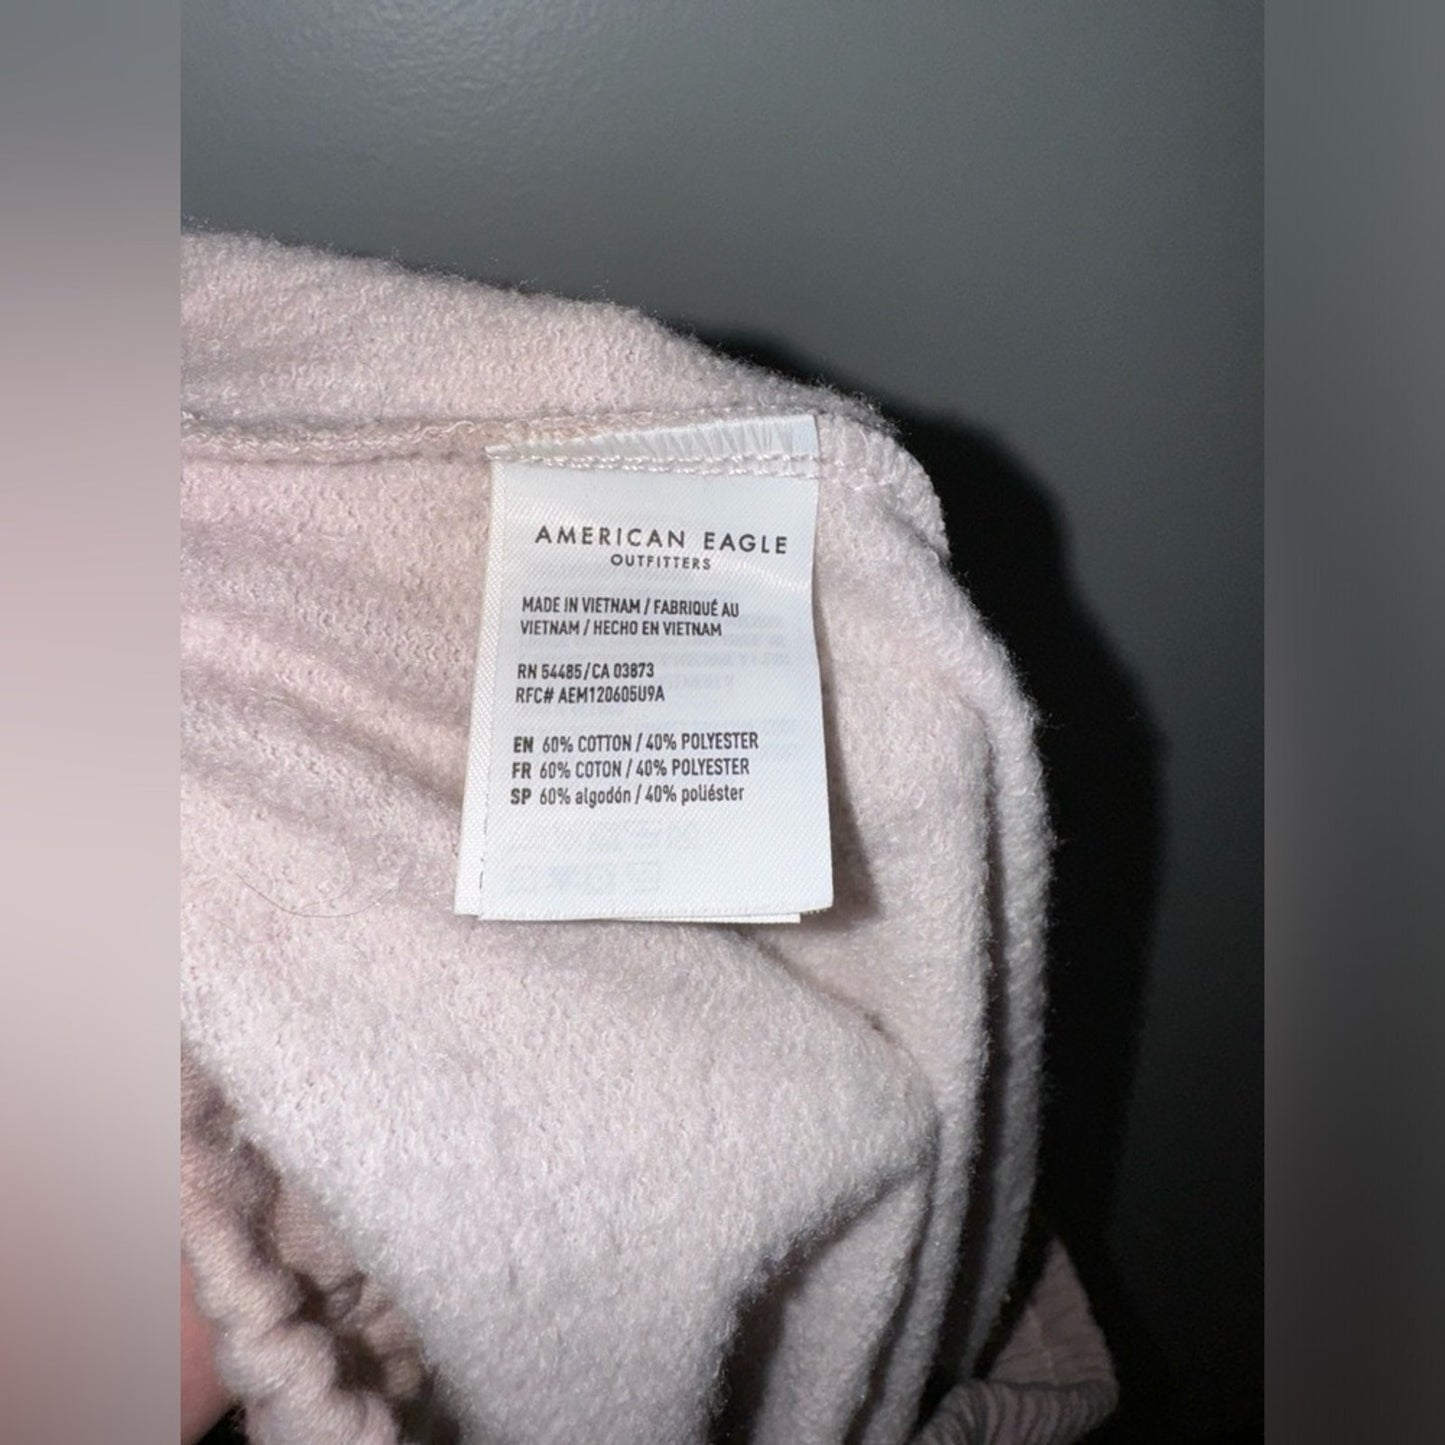 AMERICAN EAGLE
OUTFITTERS
MADE IN VIETNAM / FABRIQUÉ AU
VIETNAM / HECHO EN VIETNAM
RN 54485/CA 03873
RFC# AEM120605U9A
EN 60% COTTON / 40% POLYESTER
FR 60% COTON / 40% POLYESTER
SP 60% algodón / 40% poliéster